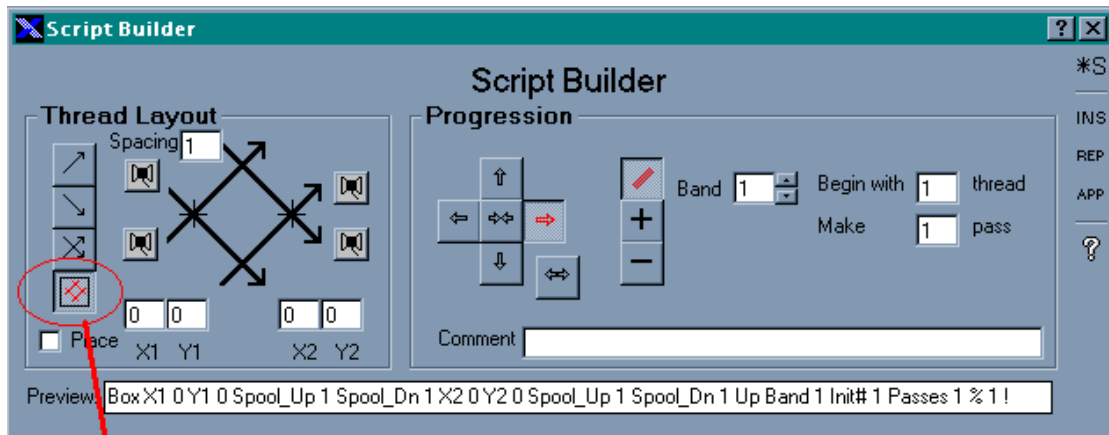 Script Builder
? X
Script Builder
*S
Thread Layout
Progression
Spacing 1
INS
REP
APP
Band 1
Begin with 1 thread
Make 1 pass
+
−
?
0 0 0 0
Place X1 Y1 X2 Y2
Comment
Preview: Box X1 0 Y1 0 Spool_Up 1 Spool_Dn 1 X2 0 Y2 0 Spool_Up 1 Spool_Dn 1 Up Band 1 Init# 1 Passes 1 % 1 !